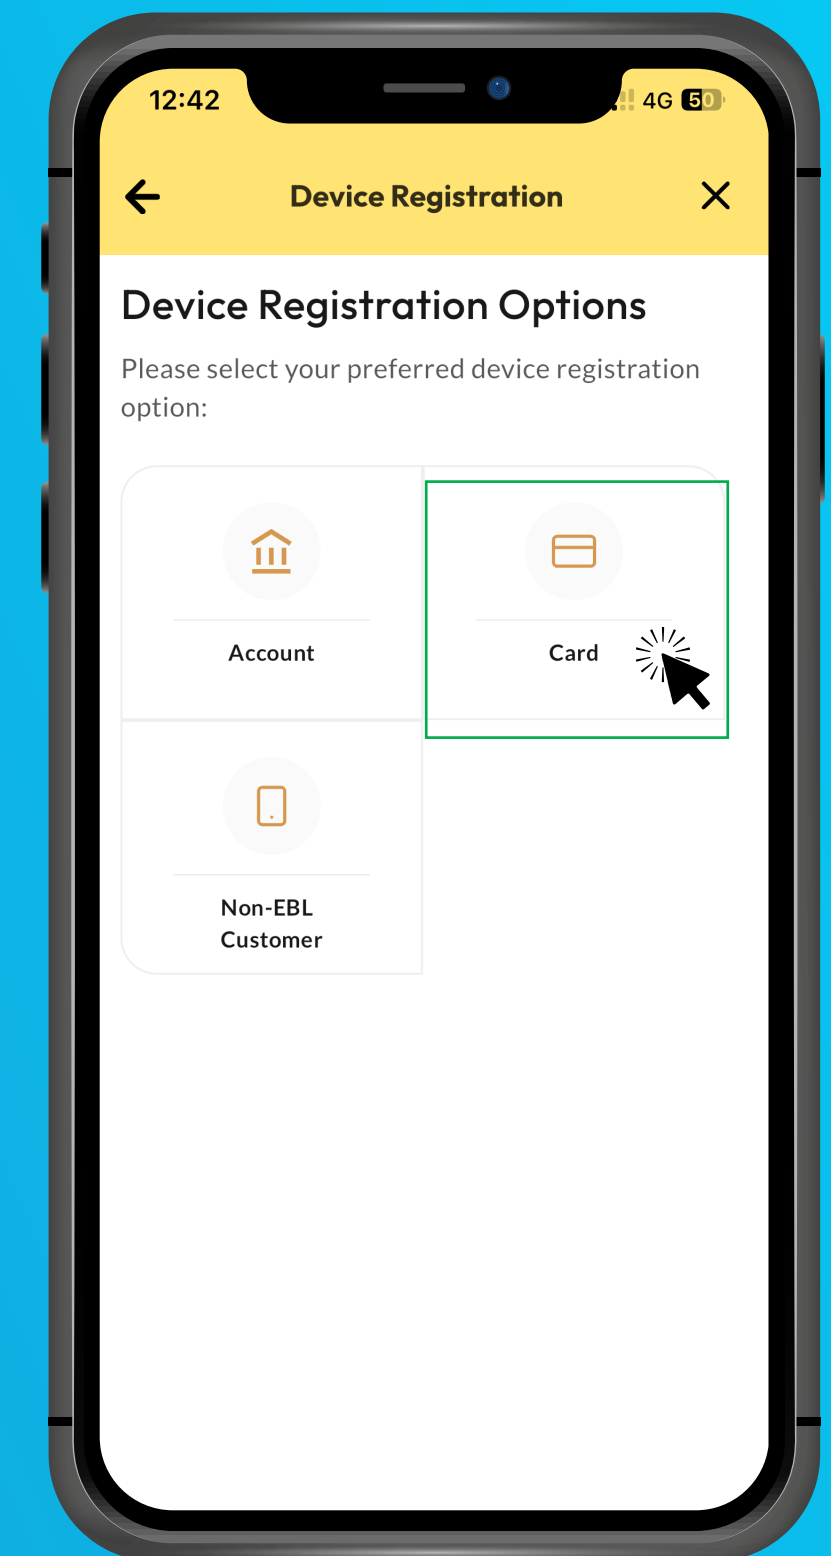 12:42
4G 50
Device Registration
Device Registration Options
Please select your preferred device registration
option:
Account
Card
Non-EBL
Customer